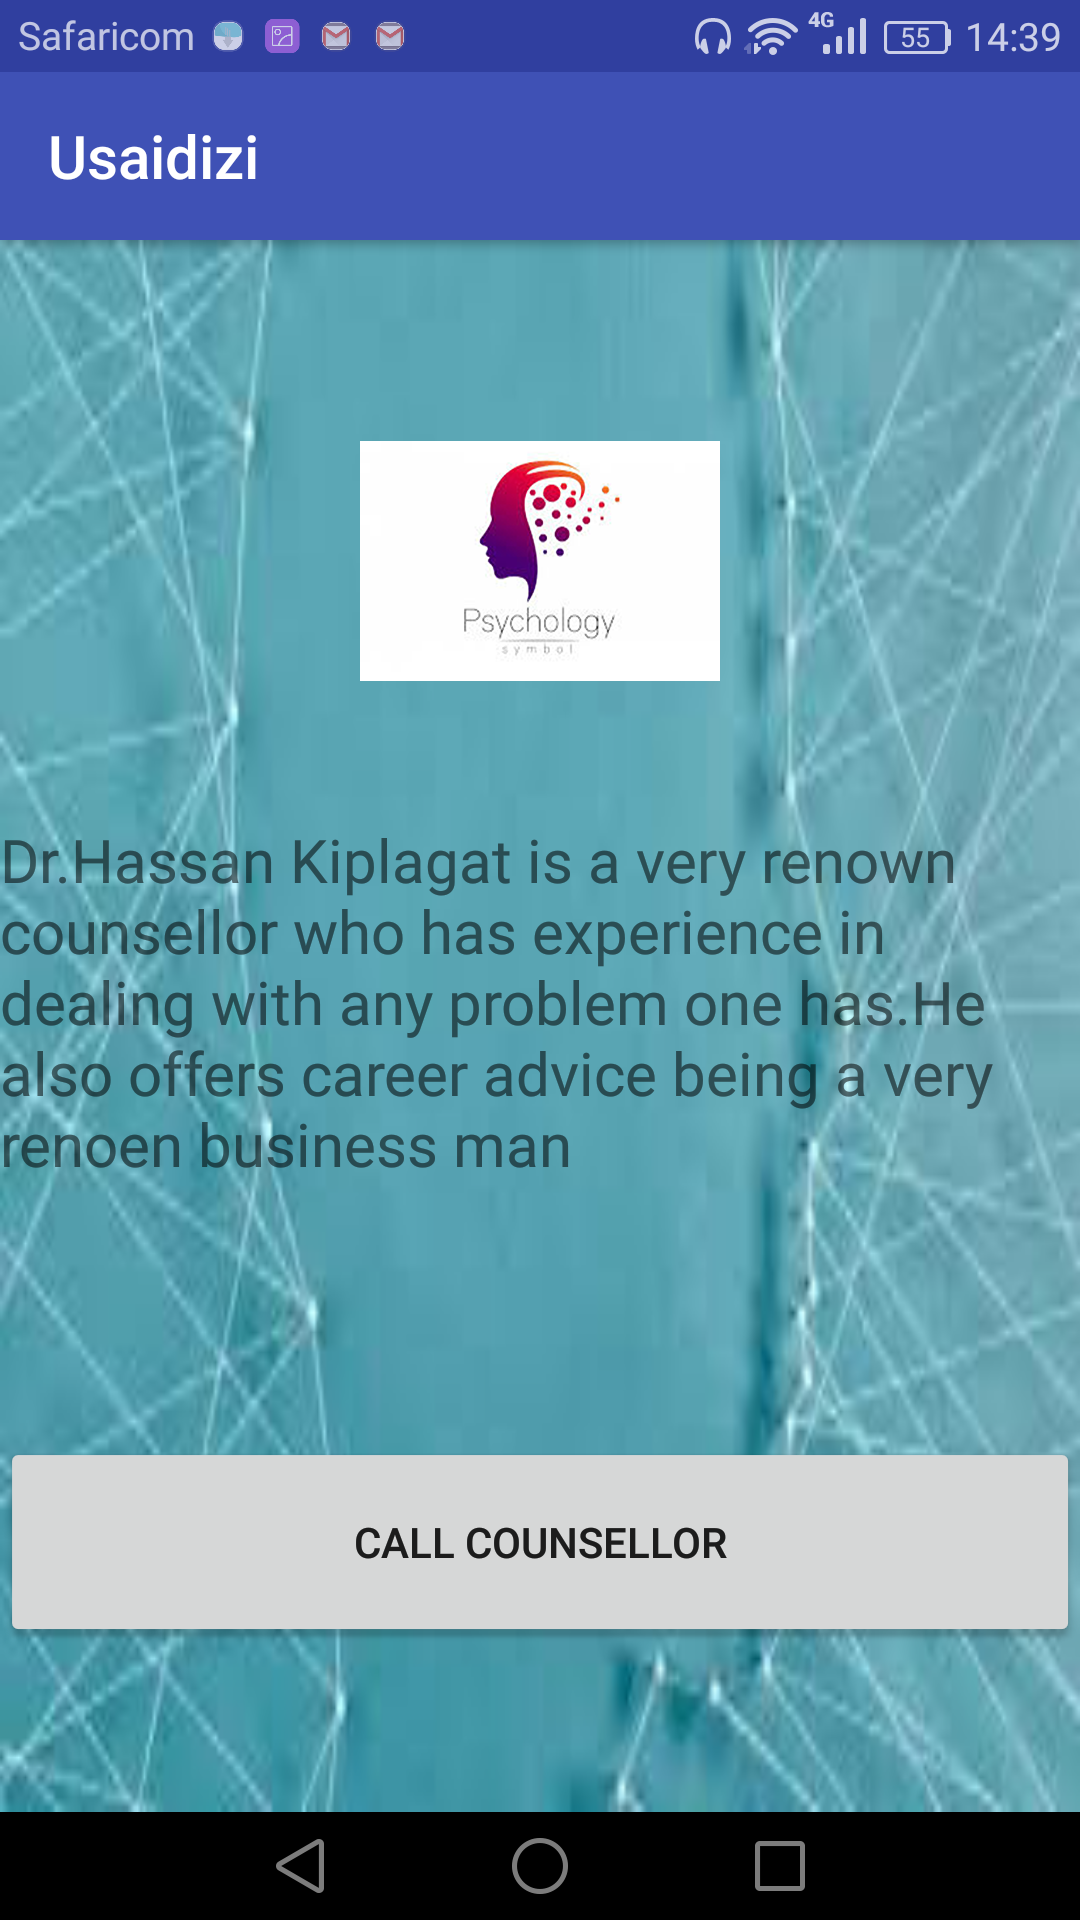 Safaricom 4G 55 14:39
Usaidizi
Psychology
symbol
Dr.Hassan Kiplagat is a very renown
counsellor who has experience in
dealing with any problem one has.He
also offers career advice being a very
renoen business man
CALL COUNSELLOR